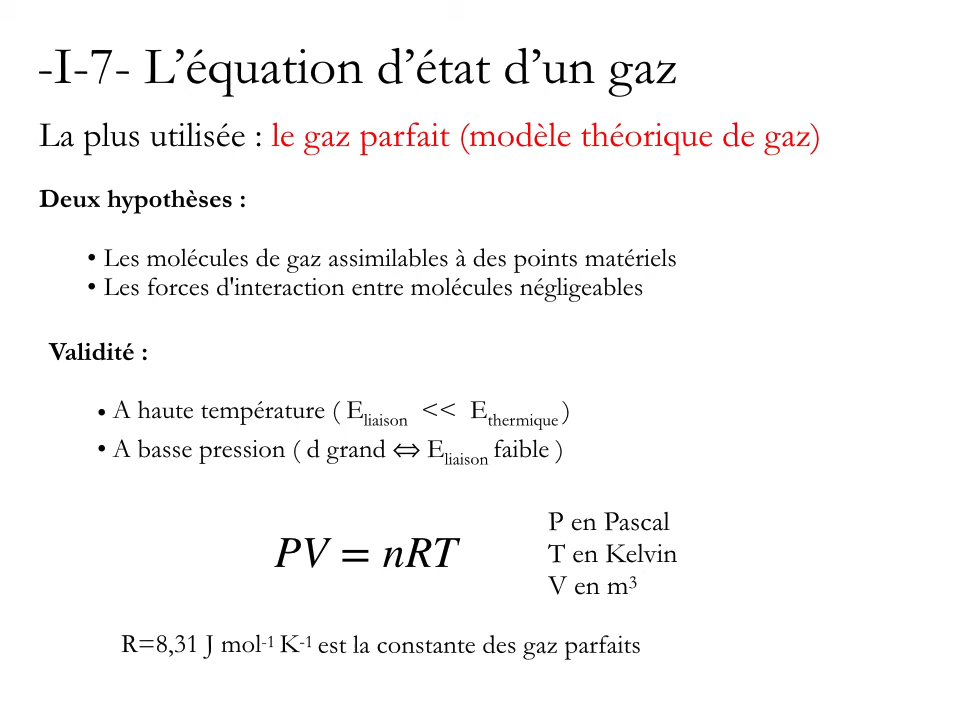 -I-7- L’équation d’état d’un gaz
La plus utilisée : le gaz parfait (modèle théorique de gaz)
Deux hypothèses :
• Les molécules de gaz assimilables à des points matériels
• Les forces d'interaction entre molécules négligeables
Validité :
• A haute température ( Eliaison << Ethermique )
• A basse pression ( d grand ⇔ Eliaison faible )
PV = nRT
P en Pascal
T en Kelvin
V en m³
R=8,31 J mol⁻¹ K⁻¹ est la constante des gaz parfaits